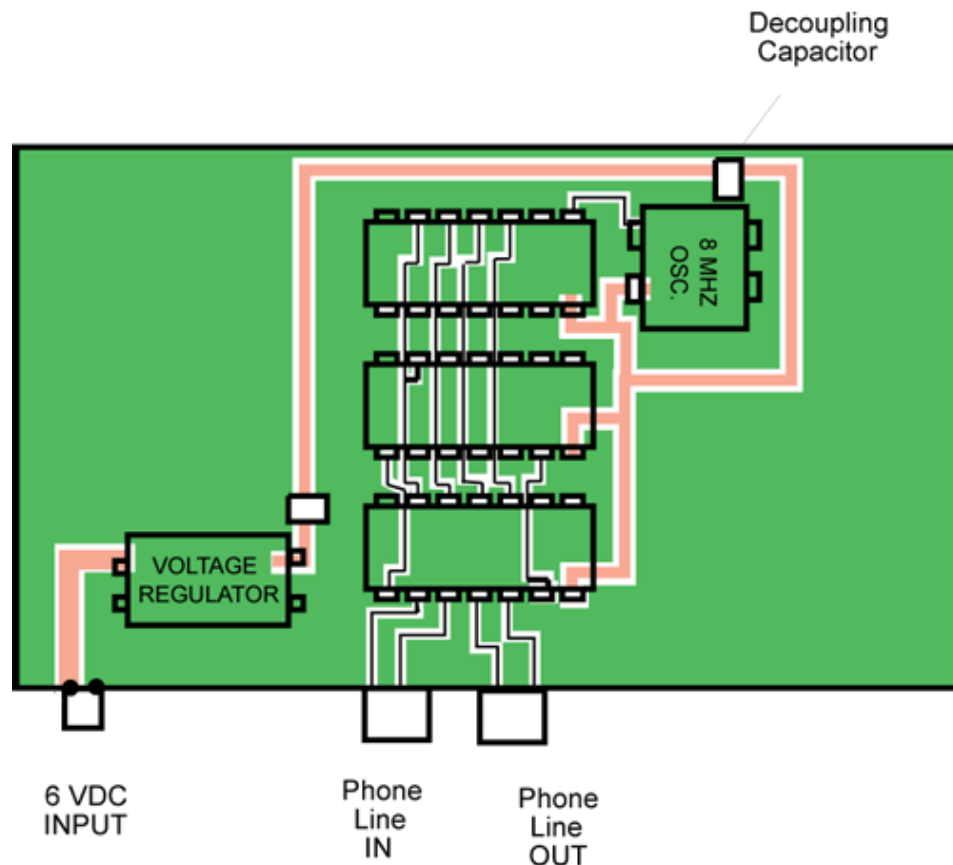 Decoupling
Capacitor
8 MHZ
OSC.
VOLTAGE
REGULATOR
6 VDC
INPUT
Phone
Line
IN
Phone
Line
OUT